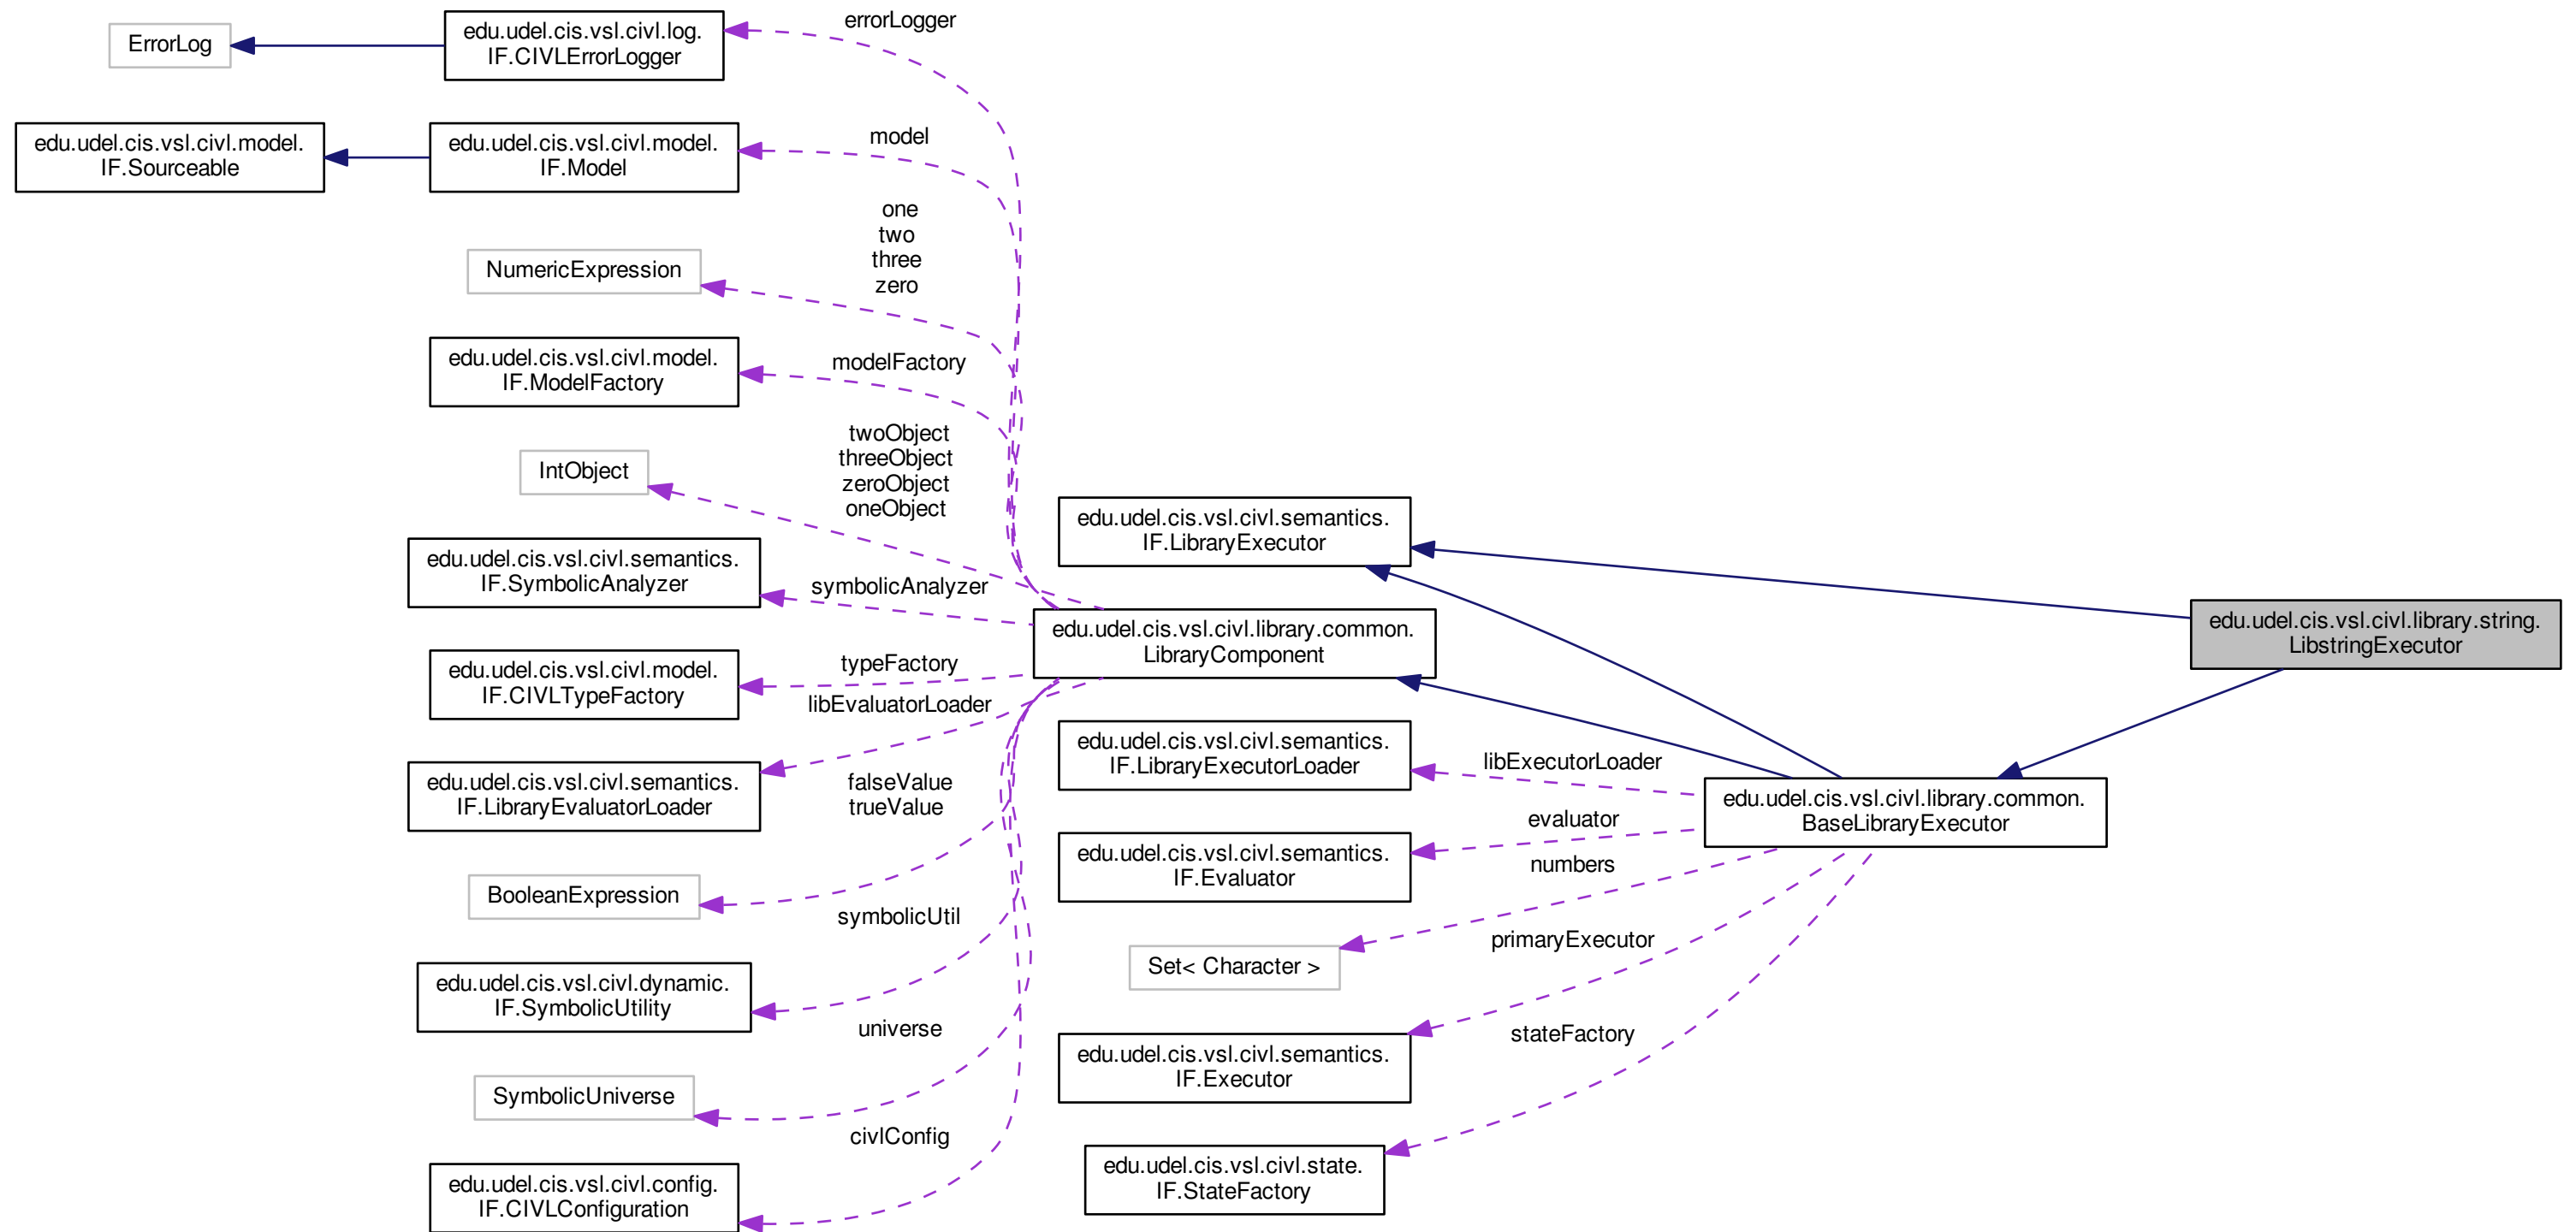 edu.udel.cis.vsl.civl.log.
IF.CIVLErrorLogger
ErrorLog
errorLogger
edu.udel.cis.vsl.civl.model.
IF.Sourceable
edu.udel.cis.vsl.civl.model.
IF.Model
model
one
two
three
zero
NumericExpression
edu.udel.cis.vsl.civl.model.
IF.ModelFactory
modelFactory
twoObject
threeObject
zeroObject
oneObject
IntObject
edu.udel.cis.vsl.civl.semantics.
IF.SymbolicAnalyzer
symbolicAnalyzer
edu.udel.cis.vsl.civl.model.
IF.CIVLTypeFactory
typeFactory
libEvaluatorLoader
edu.udel.cis.vsl.civl.semantics.
IF.LibraryEvaluatorLoader
falseValue
trueValue
BooleanExpression
symbolicUtil
edu.udel.cis.vsl.civl.dynamic.
IF.SymbolicUtility
universe
SymbolicUniverse
civlConfig
edu.udel.cis.vsl.civl.config.
IF.CIVLConfiguration
edu.udel.cis.vsl.civl.semantics.
IF.LibraryExecutor
edu.udel.cis.vsl.civl.library.common.
LibraryComponent
edu.udel.cis.vsl.civl.semantics.
IF.LibraryExecutorLoader
libExecutorLoader
edu.udel.cis.vsl.civl.semantics.
IF.Evaluator
evaluator
numbers
Set< Character >
primaryExecutor
edu.udel.cis.vsl.civl.semantics.
IF.Executor
stateFactory
edu.udel.cis.vsl.civl.state.
IF.StateFactory
edu.udel.cis.vsl.civl.library.common.
BaseLibraryExecutor
edu.udel.cis.vsl.civl.library.string.
LibstringExecutor